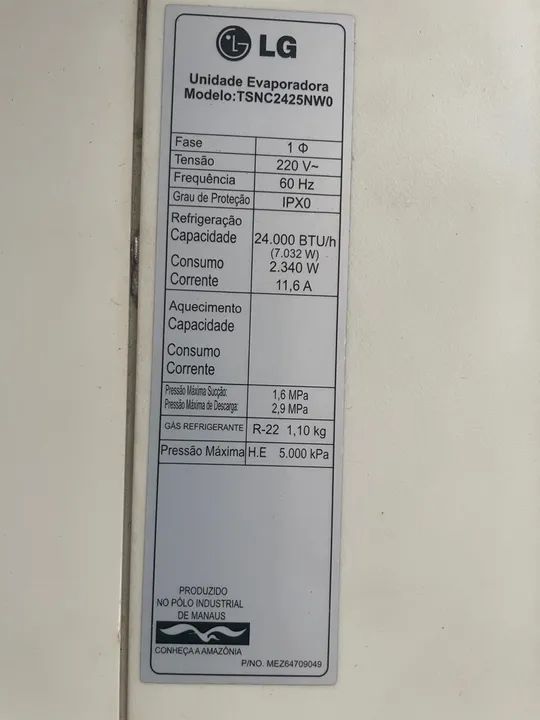 LG
Unidade Evaporadora
Modelo:TSNC2425NW0
Fase 1 Φ
Tensão 220 V~
Frequência 60 Hz
Grau de Proteção IPX0
Refrigeração
Capacidade 24.000 BTU/h
(7.032 W)
Consumo 2.340 W
Corrente 11,6 A
Aquecimento
Capacidade
Consumo
Corrente
Pressão Máxima Sucção: 1,6 MPa
Pressão Máxima de Descarga: 2,9 MPa
GÁS REFRIGERANTE R-22 1,10 kg
Pressão Máxima H.E 5.000 kPa
PRODUZIDO
NO PÓLO INDUSTRIAL
DE MANAUS
CONHEÇA A AMAZÔNIA
P/NO. MEZ64709049